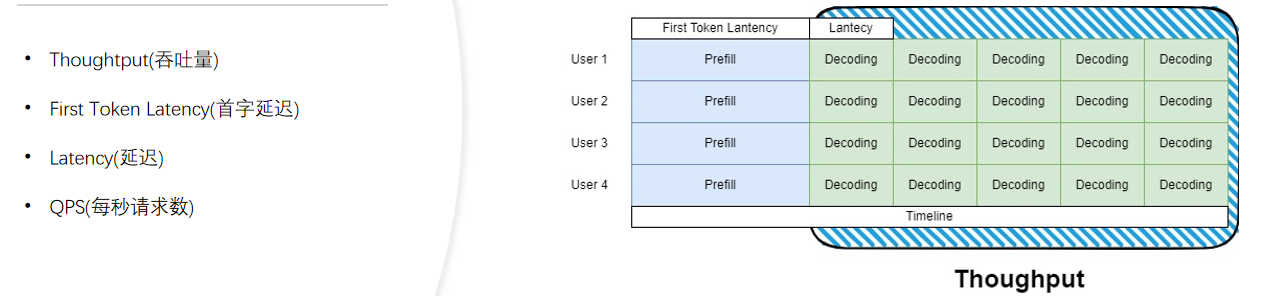 Thoughtput(吞吐量)
First Token Latency(首字延迟)
Latency(延迟)
QPS(每秒请求数)
First Token Lantency Lantecy
User 1 Prefill Decoding Decoding Decoding Decoding Decoding
User 2 Prefill Decoding Decoding Decoding Decoding Decoding
User 3 Prefill Decoding Decoding Decoding Decoding Decoding
User 4 Prefill Decoding Decoding Decoding Decoding Decoding
Timeline
Thoughput